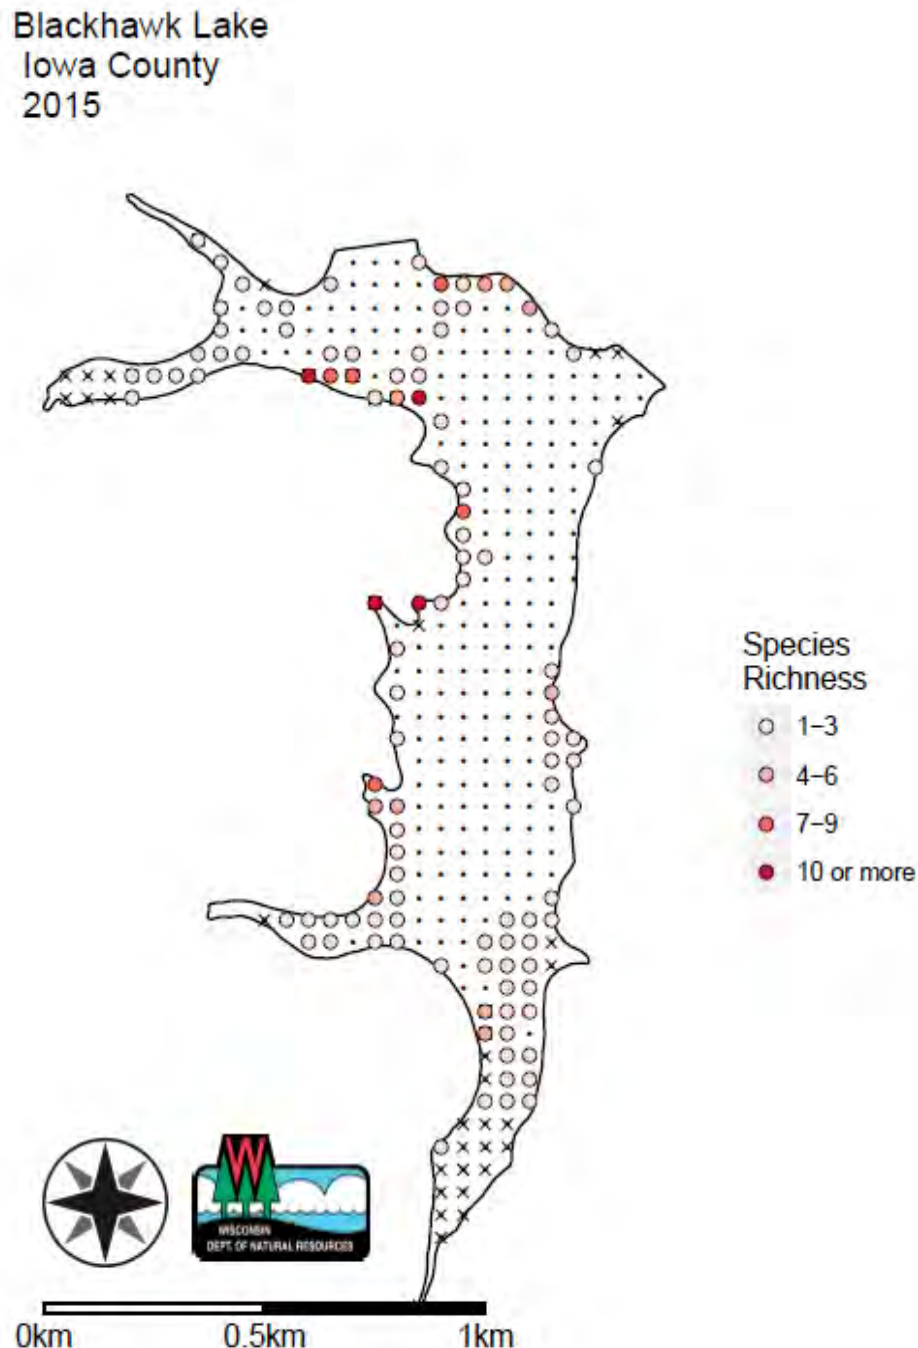 Blackhawk Lake
Iowa County
2015
Species
Richness
1–3
4–6
7–9
10 or more
W
WISCONSIN
DEPT. OF NATURAL RESOURCES
0km 0.5km 1km